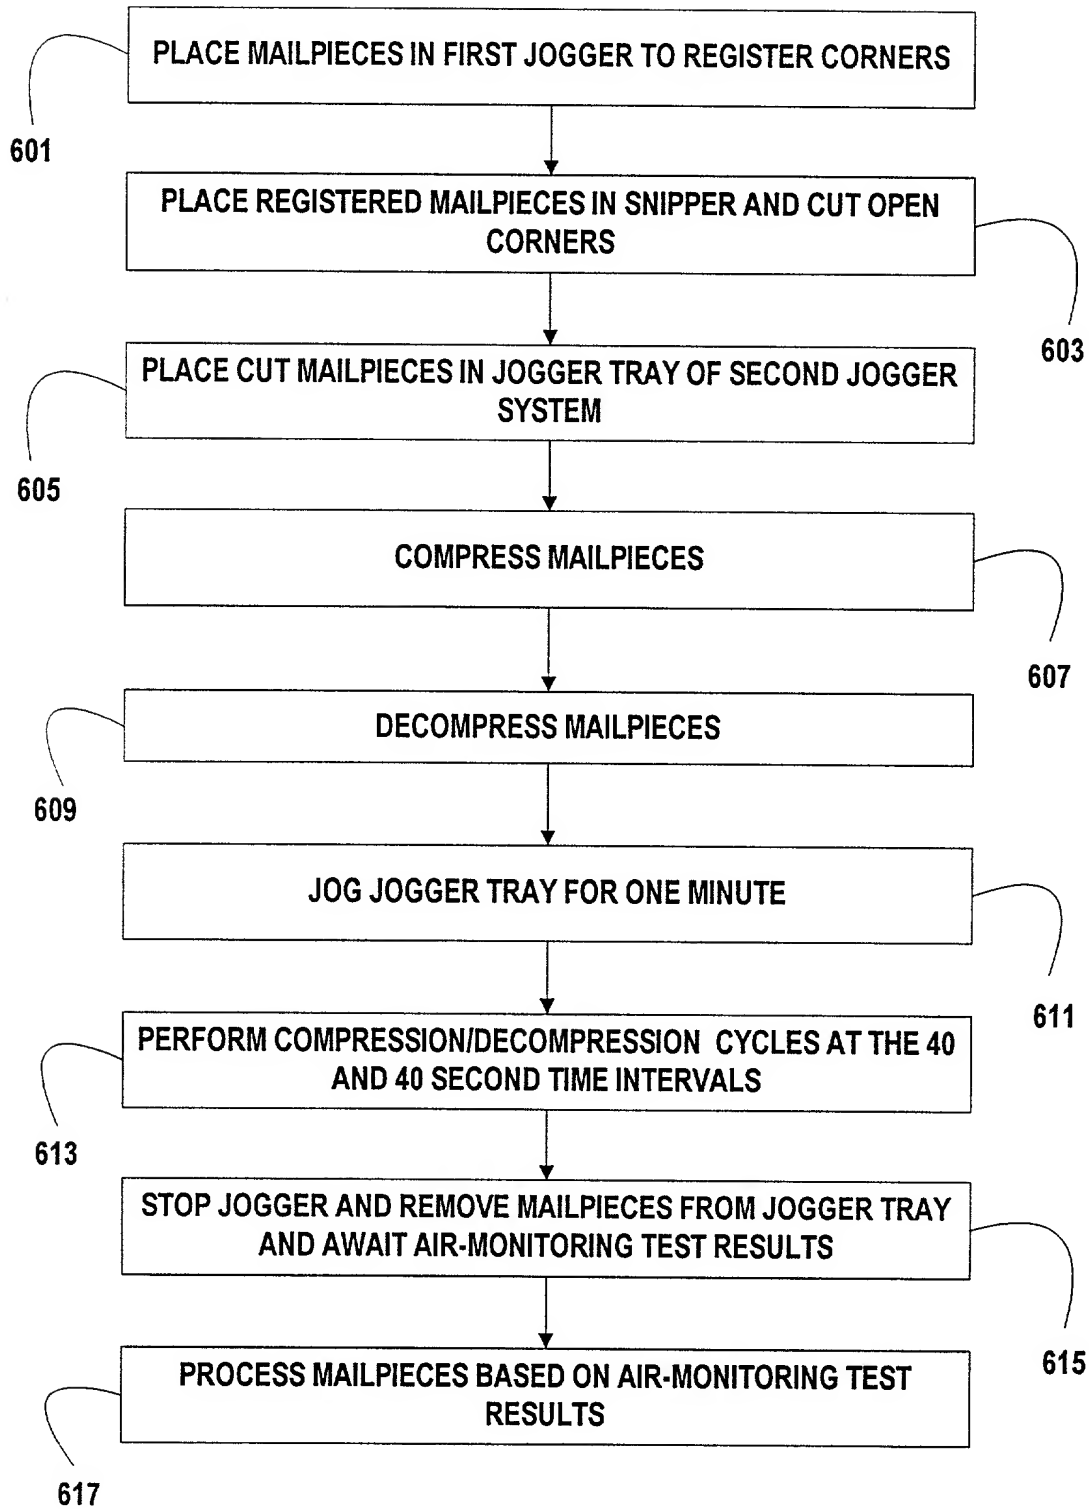 PLACE MAILPIECES IN FIRST JOGGER TO REGISTER CORNERS
601
PLACE REGISTERED MAILPIECES IN SNIPPER AND CUT OPEN
CORNERS
603
PLACE CUT MAILPIECES IN JOGGER TRAY OF SECOND JOGGER
SYSTEM
605
COMPRESS MAILPIECES
607
DECOMPRESS MAILPIECES
609
JOG JOGGER TRAY FOR ONE MINUTE
611
PERFORM COMPRESSION/DECOMPRESSION CYCLES AT THE 40
AND 40 SECOND TIME INTERVALS
613
STOP JOGGER AND REMOVE MAILPIECES FROM JOGGER TRAY
AND AWAIT AIR-MONITORING TEST RESULTS
615
PROCESS MAILPIECES BASED ON AIR-MONITORING TEST
RESULTS
617